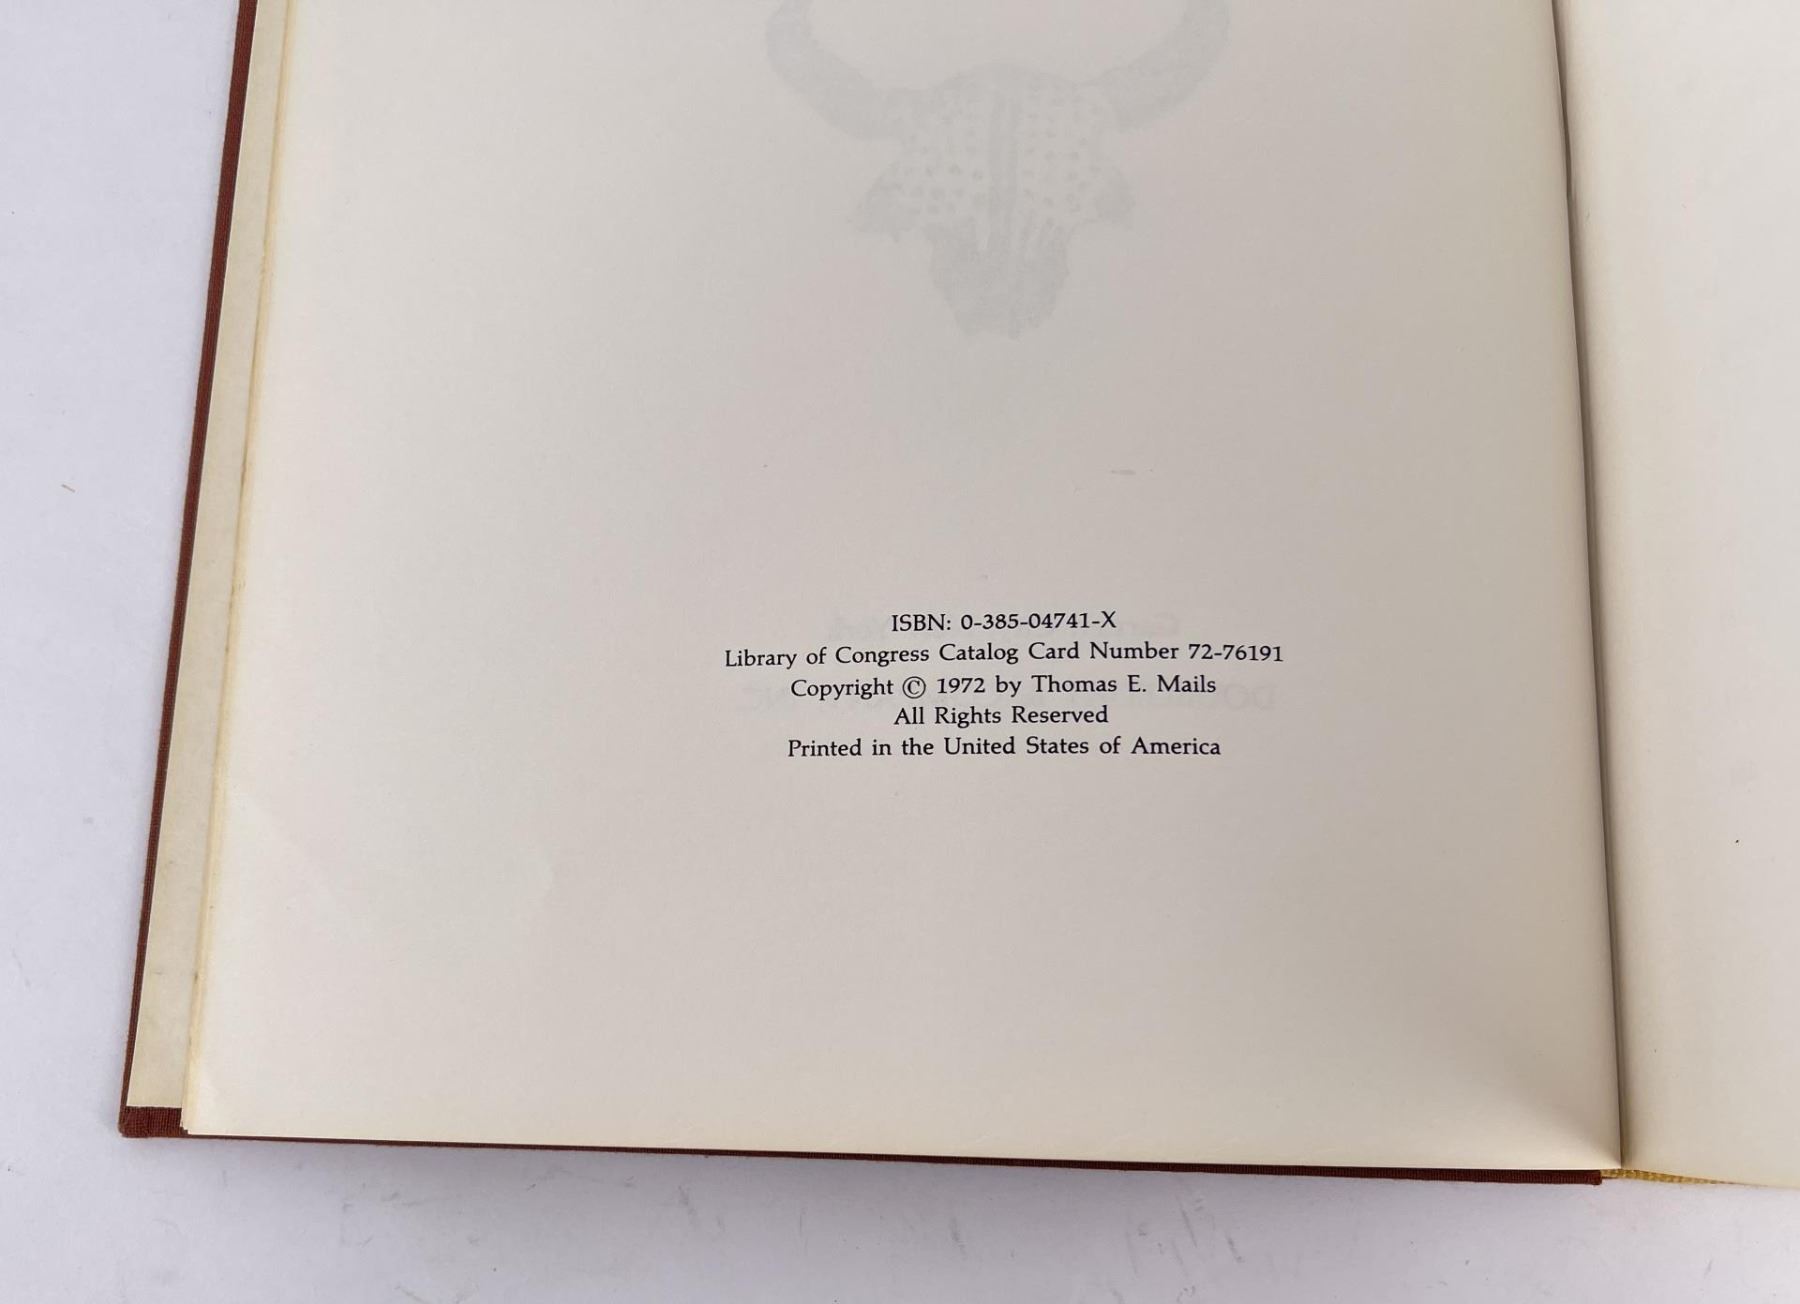 ISBN: 0-385-04741-X
Library of Congress Catalog Card Number 72-76191
Copyright © 1972 by Thomas E. Mails
All Rights Reserved
Printed in the United States of America